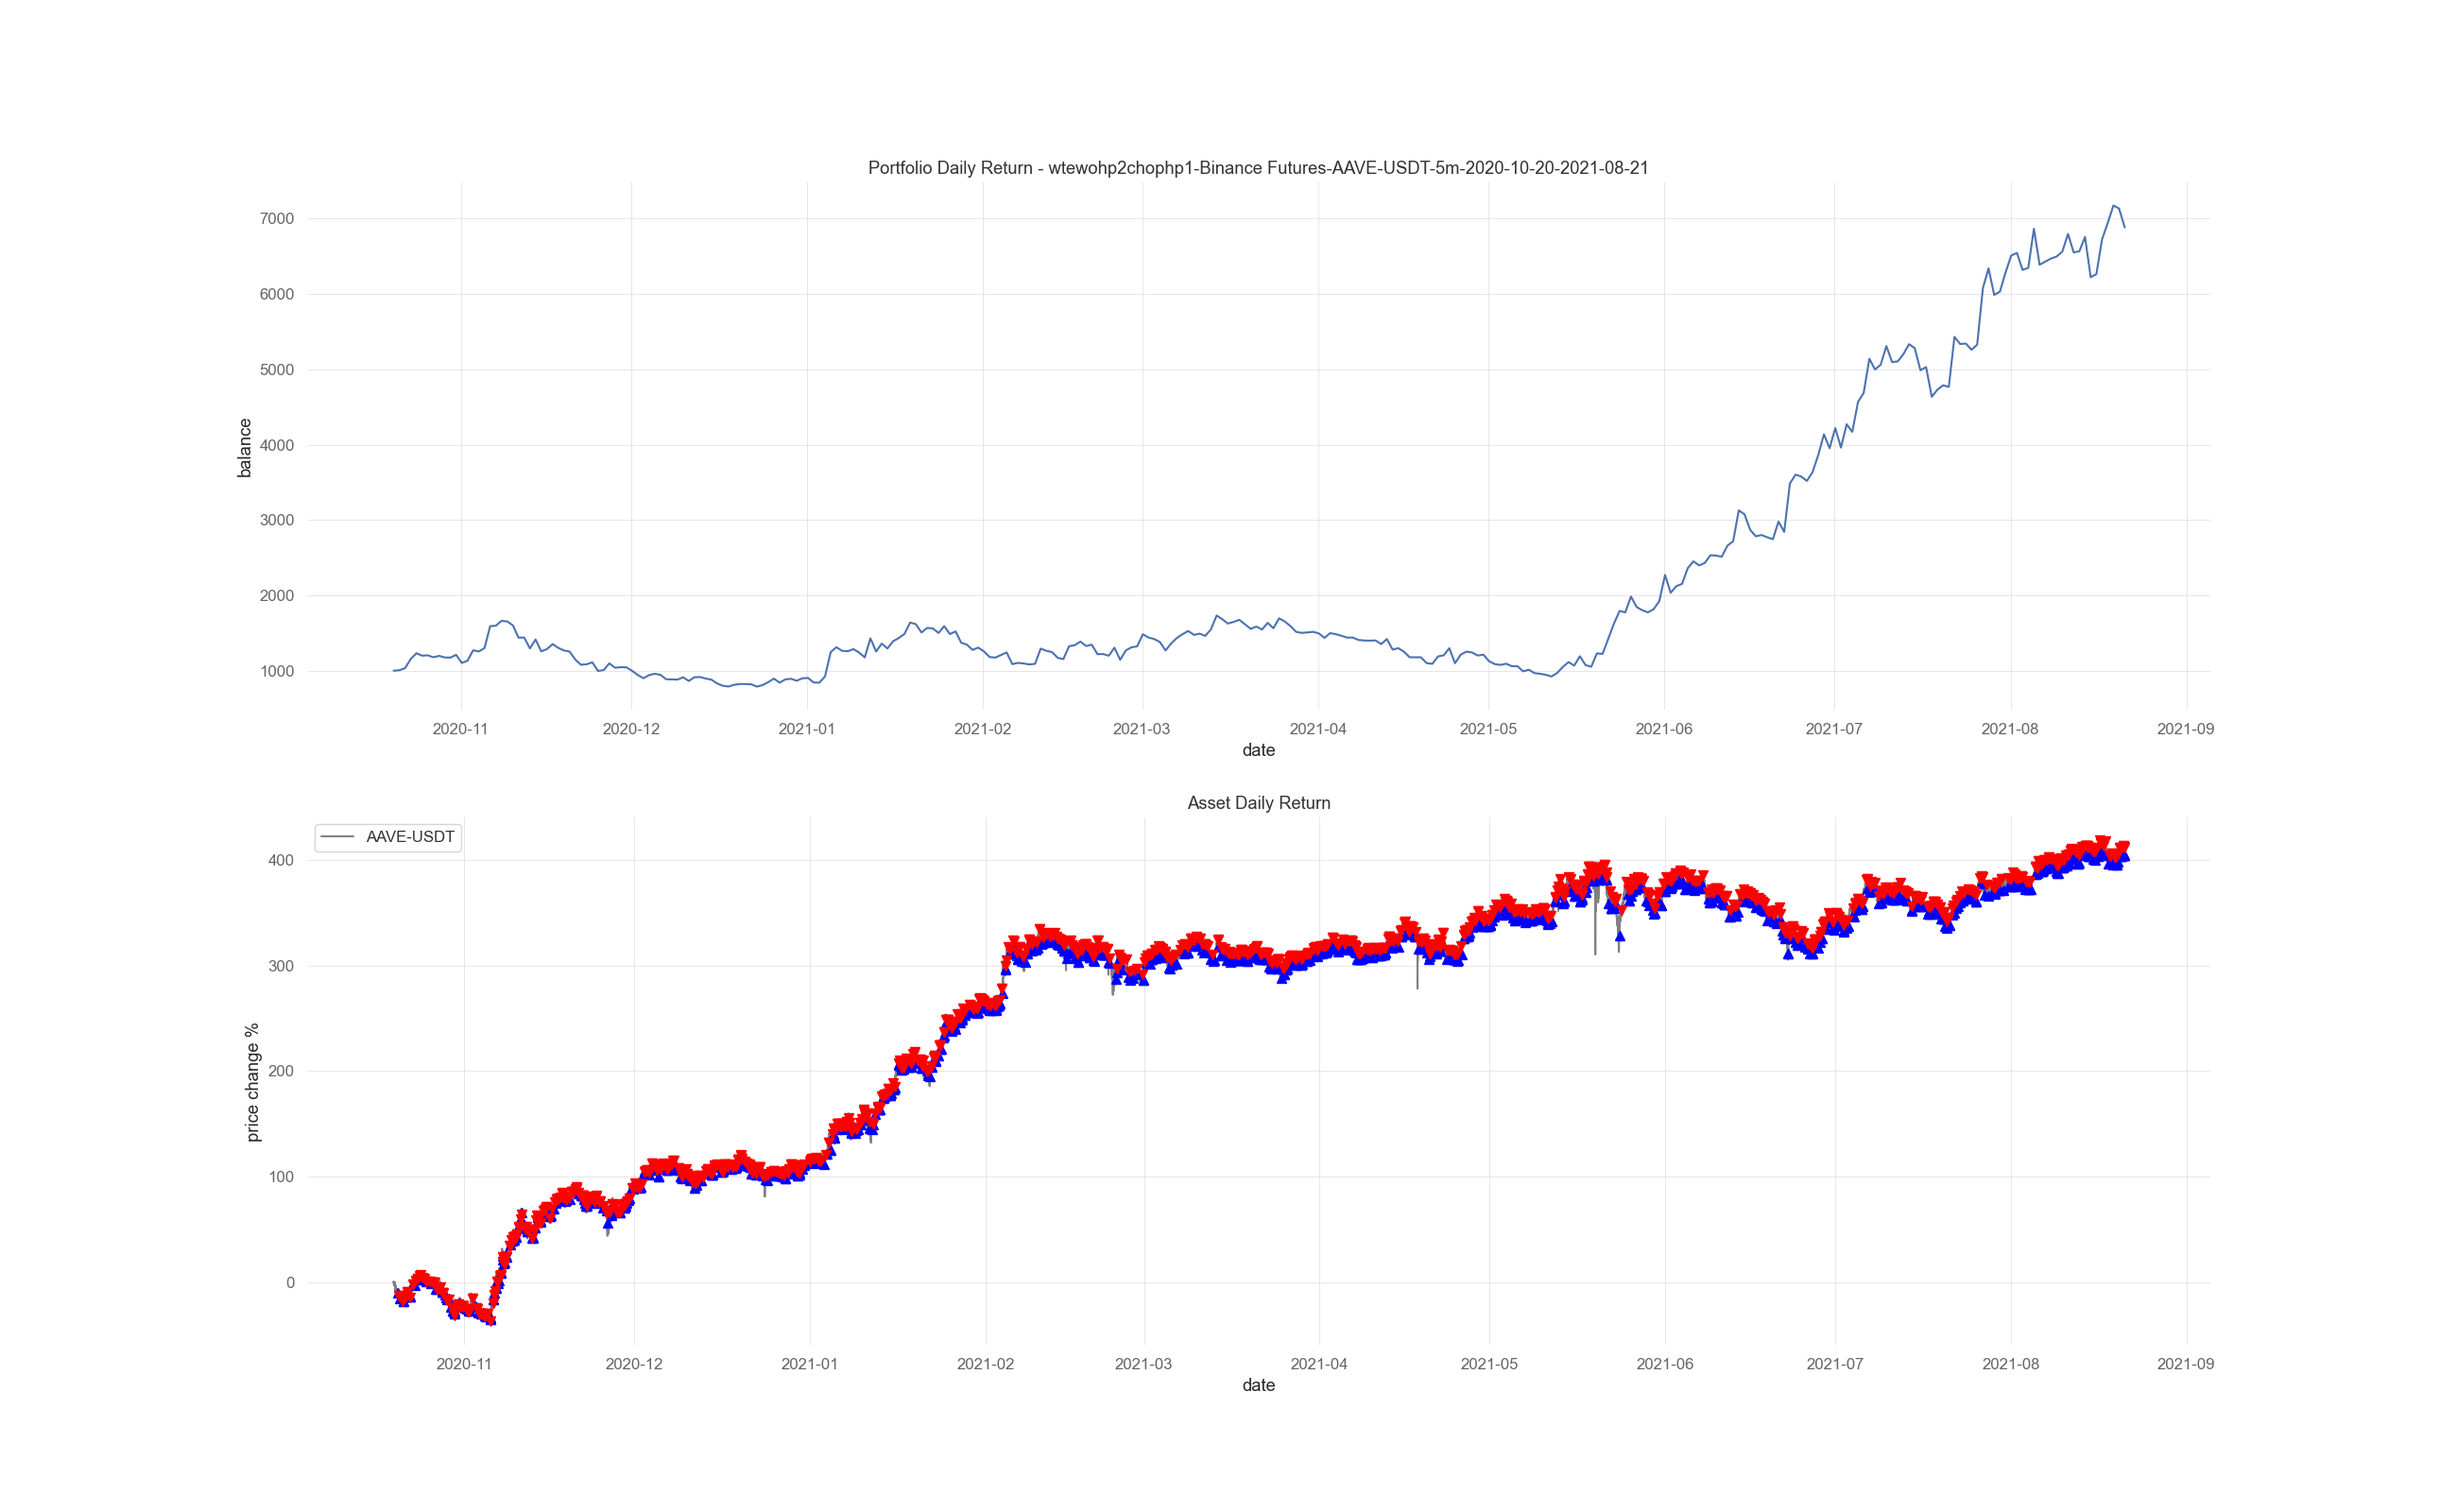 Portfolio Daily Return - wtewohp2chophp1-Binance Futures-AAVE-USDT-5m-2020-10-20-2021-08-21
7000
6000
5000
4000
3000
2000
1000
balance
2020-11 2020-12 2021-01 2021-02 2021-03 2021-04 2021-05 2021-06 2021-07 2021-08 2021-09
date
Asset Daily Return
AAVE-USDT
400
300
200
100
0
price change %
2020-11 2020-12 2021-01 2021-02 2021-03 2021-04 2021-05 2021-06 2021-07 2021-08 2021-09
date